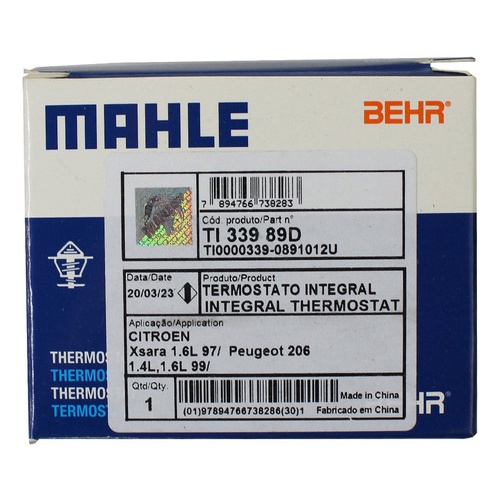 MAHLE
BEHR®
7 894766 738283
Cód. produto/Part n°
TI 339 89D
TI0000339-0891012U
Data/Date
20/03/23
Produto/Product
TERMOSTATO INTEGRAL
INTEGRAL THERMOSTAT
Aplicação/Application
CITROEN
Xsara 1.6L 97/ Peugeot 206
1.4L,1.6L 99/
THERMOS
THERMOS
THERMOS
TERMOST
Qtd/Qty.
1
(01)97894766738286(30)1
Made in China
Fabricado em China
HR®